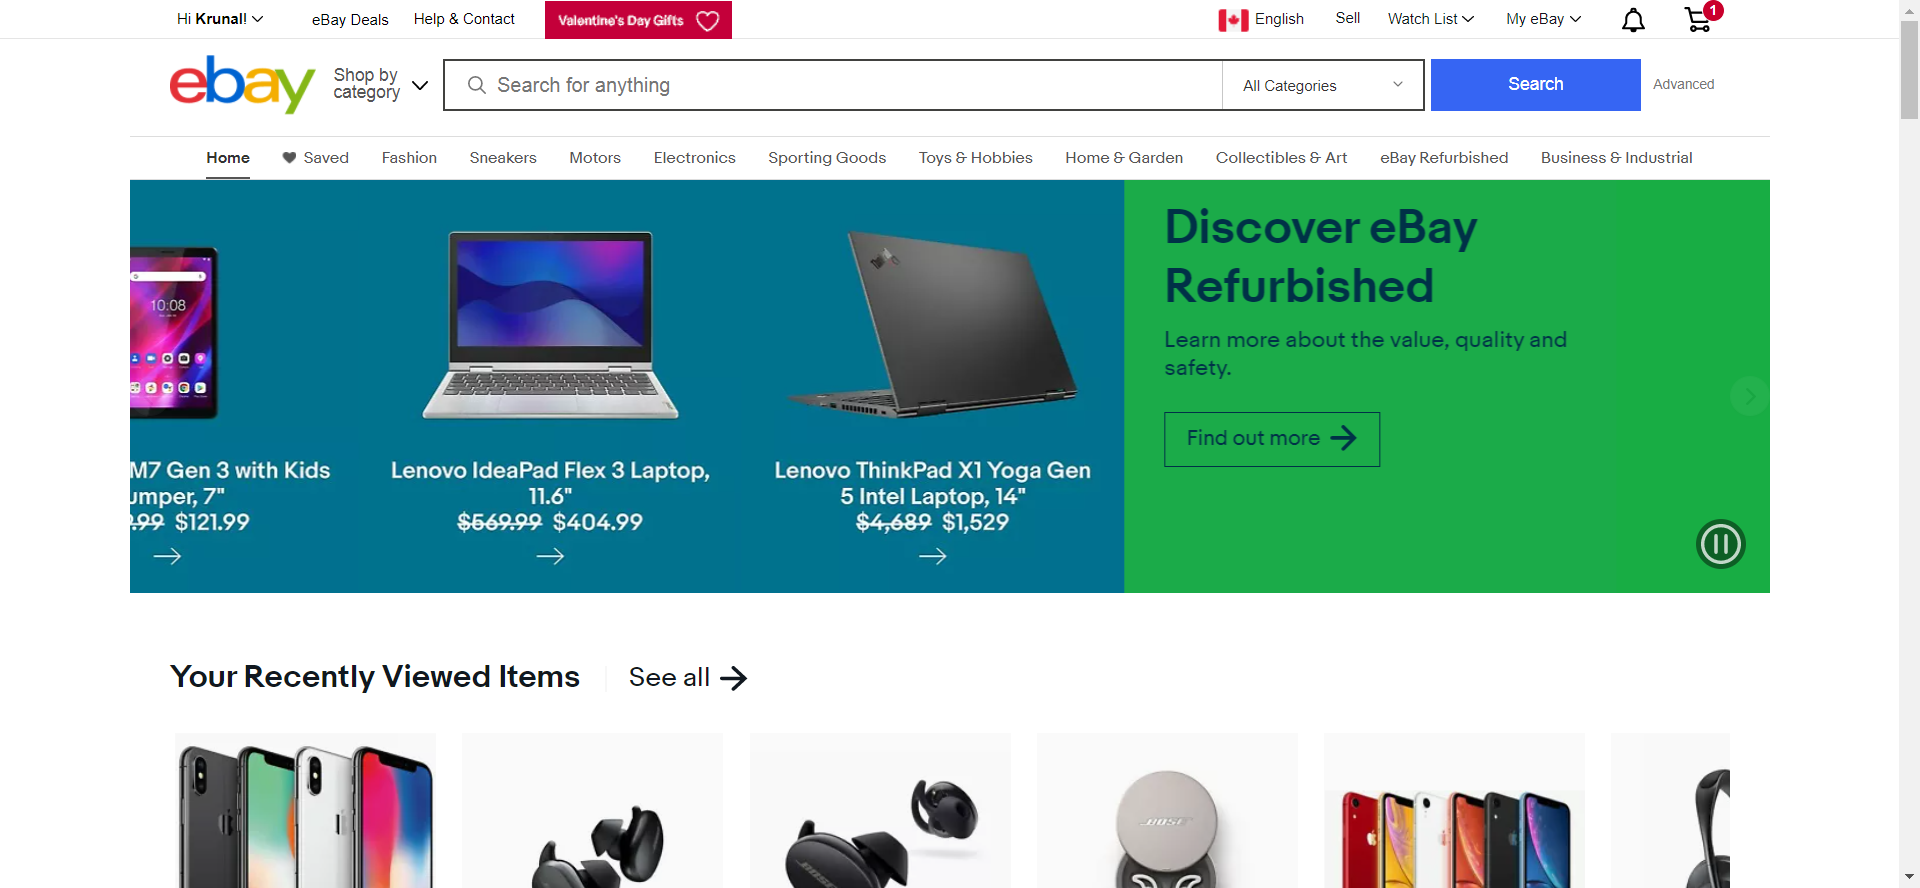 Hi Krunal!
eBay Deals
Help & Contact
Valentine's Day Gifts
English
Sell
Watch List
My eBay
1
ebay
Shop by
category
Search for anything
All Categories
Search
Advanced
Home
Saved
Fashion
Sneakers
Motors
Electronics
Sporting Goods
Toys & Hobbies
Home & Garden
Collectibles & Art
eBay Refurbished
Business & Industrial
10:08
M7 Gen 3 with Kids
umper, 7"
9.99 $121.99
Lenovo IdeaPad Flex 3 Laptop,
11.6"
$569.99 $404.99
Lenovo ThinkPad X1 Yoga Gen
5 Intel Laptop, 14"
$4,689 $1,529
Discover eBay
Refurbished
Learn more about the value, quality and
safety.
Find out more
Your Recently Viewed Items
See all
BOSE
BOSE